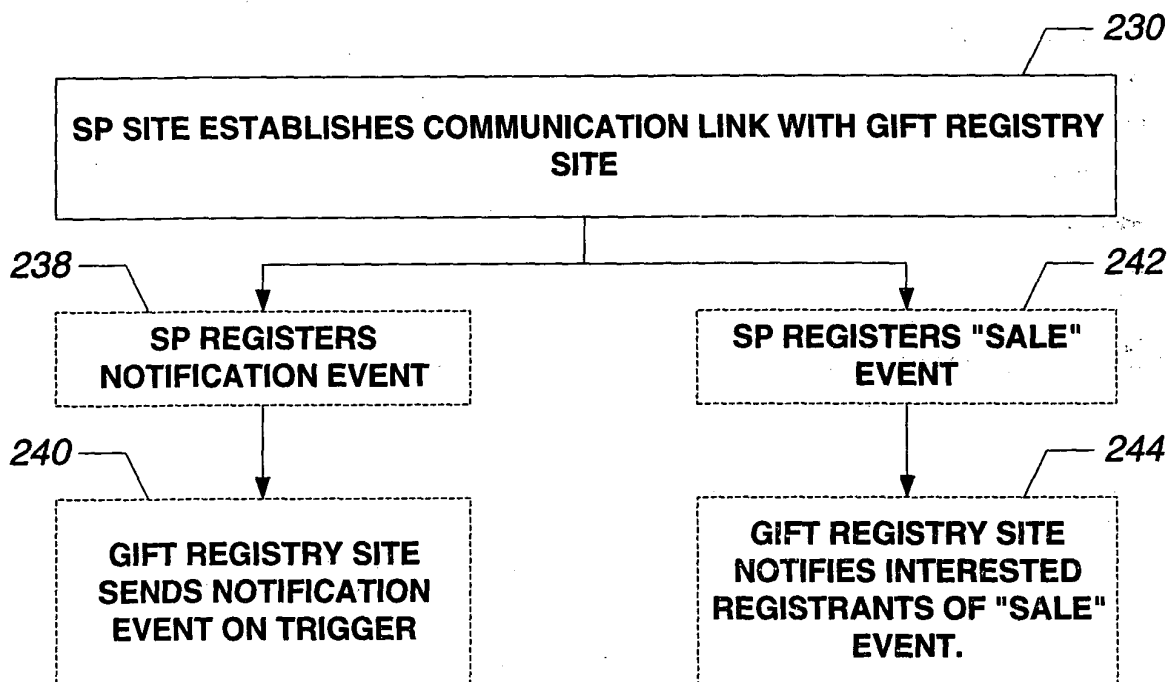 230
SP SITE ESTABLISHES COMMUNICATION LINK WITH GIFT REGISTRY
SITE
238
SP REGISTERS
NOTIFICATION EVENT
242
SP REGISTERS "SALE"
EVENT
240
GIFT REGISTRY SITE
SENDS NOTIFICATION
EVENT ON TRIGGER
244
GIFT REGISTRY SITE
NOTIFIES INTERESTED
REGISTRANTS OF "SALE"
EVENT.